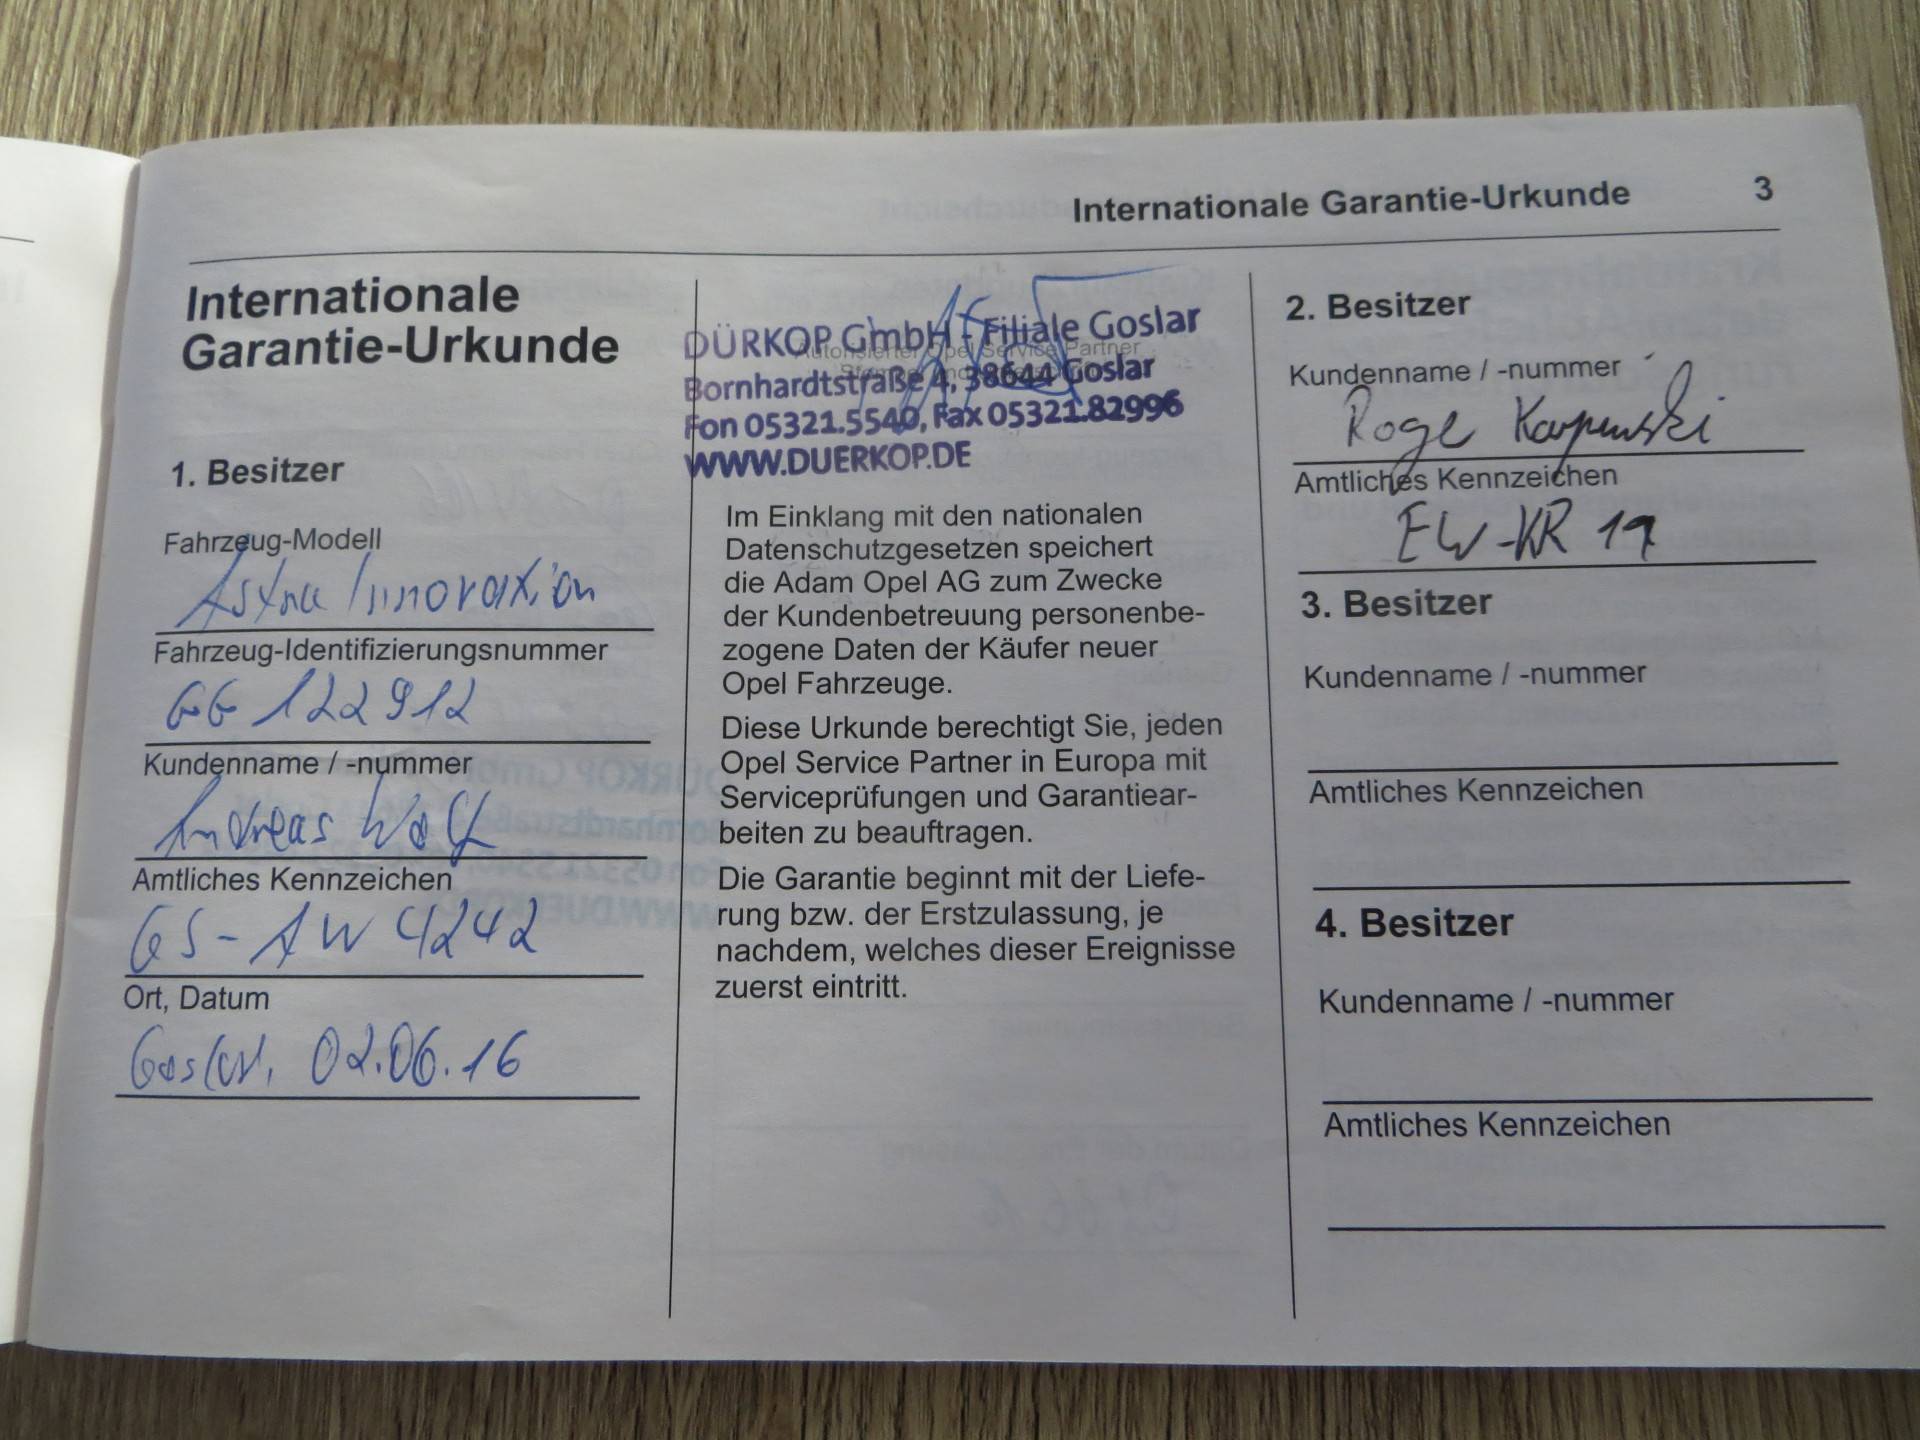 Internationale Garantie-Urkunde 3
Internationale
Garantie-Urkunde
1. Besitzer
Fahrzeug-Modell
Astra Innovation
Fahrzeug-Identifizierungsnummer
GG 122912
Kundenname / -nummer
Andreas Wolf
Amtliches Kennzeichen
GS - AW 4242
Ort, Datum
Goslar, 02.06.16
DÜRKOP GmbH - Filiale Goslar
Autorisierter Opel Service Partner
Bornhardtstraße 4, 38644 Goslar
Fon 05321.5540, Fax 05321.82996
WWW.DUERKOP.DE
Im Einklang mit den nationalen
Datenschutzgesetzen speichert
die Adam Opel AG zum Zwecke
der Kundenbetreuung personenbe-
zogene Daten der Käufer neuer
Opel Fahrzeuge.
Diese Urkunde berechtigt Sie, jeden
Opel Service Partner in Europa mit
Serviceprüfungen und Garantiear-
beiten zu beauftragen.
Die Garantie beginnt mit der Liefe-
rung bzw. der Erstzulassung, je
nachdem, welches dieser Ereignisse
zuerst eintritt.
2. Besitzer
Kundenname / -nummer
Roge
Amtliches Kennzeichen
EW-KR 19
3. Besitzer
Kundenname / -nummer
Amtliches Kennzeichen
4. Besitzer
Kundenname / -nummer
Amtliches Kennzeichen